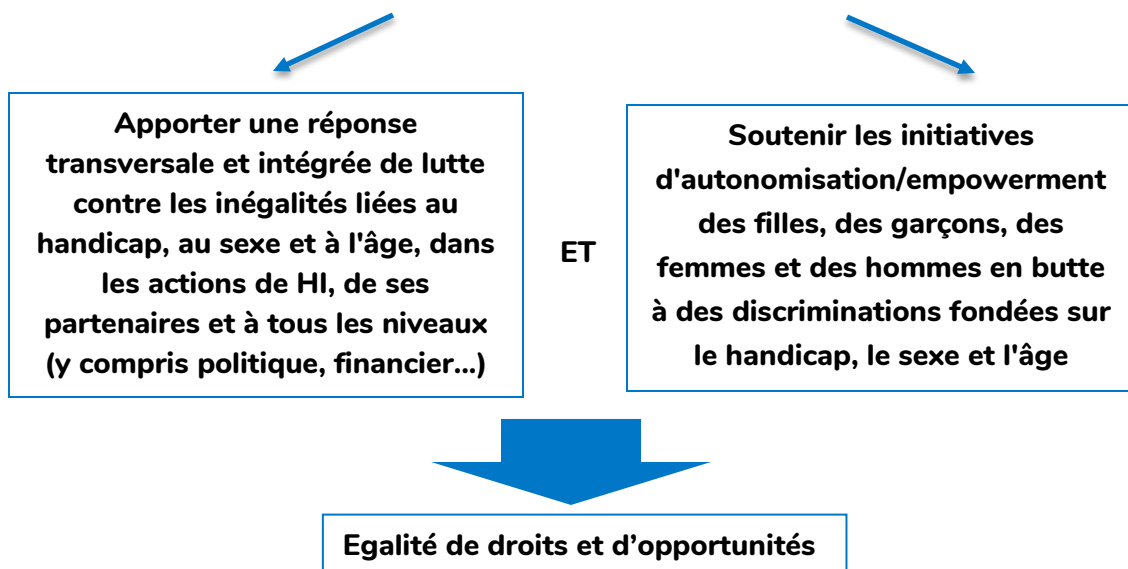 Apporter une réponse
transversale et intégrée de lutte
contre les inégalités liées au
handicap, au sexe et à l'âge, dans
les actions de HI, de ses
partenaires et à tous les niveaux
(y compris politique, financier...)
ET
Soutenir les initiatives
d'autonomisation/empowerment
des filles, des garçons, des
femmes et des hommes en butte
à des discriminations fondées sur
le handicap, le sexe et l'âge
Egalité de droits et d’opportunités